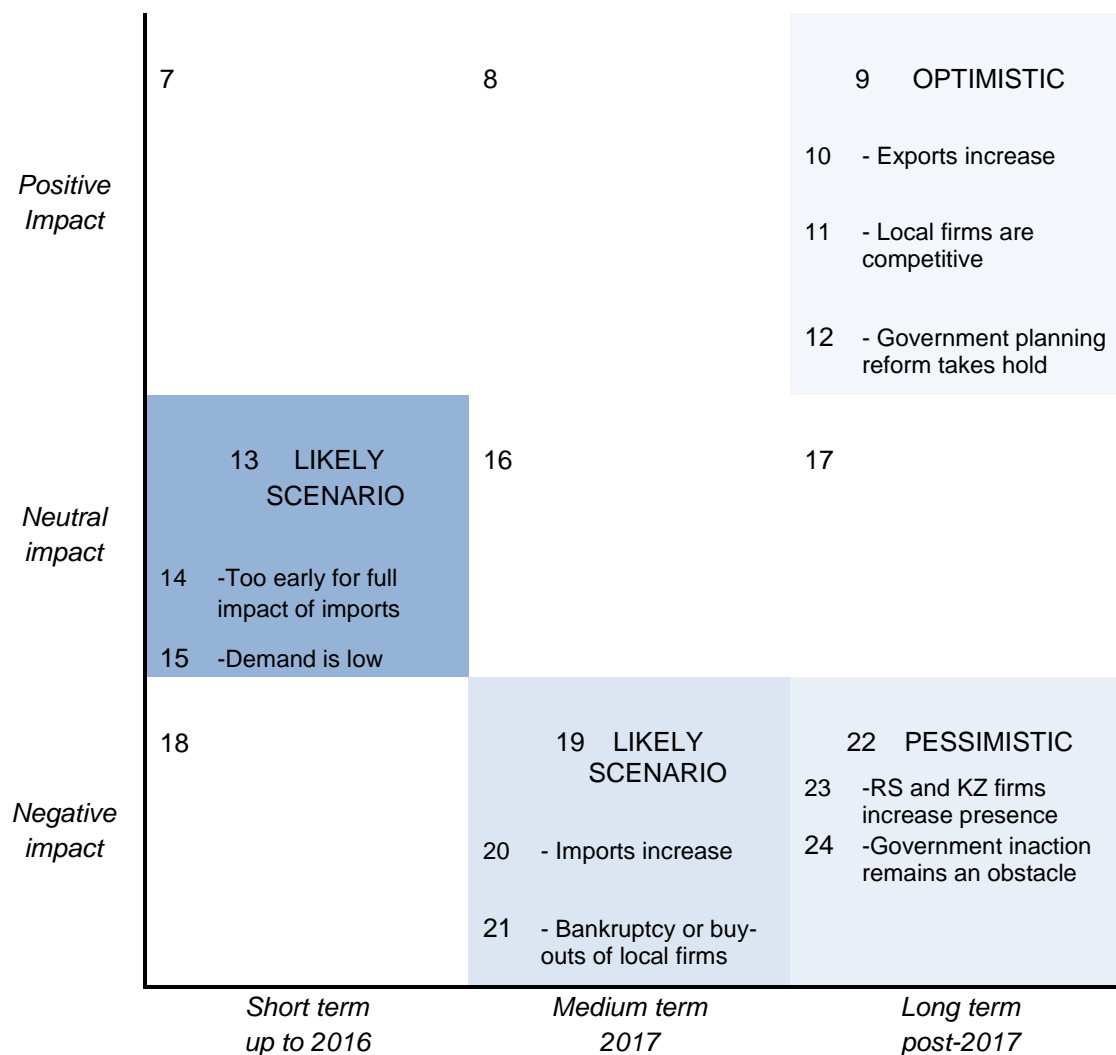 7
8
9 OPTIMISTIC
10 - Exports increase
11 - Local firms are
competitive
12 - Government planning
reform takes hold
Positive
Impact
13 LIKELY
SCENARIO
14 -Too early for full
impact of imports
15 -Demand is low
16
17
Neutral
impact
18
19 LIKELY
SCENARIO
20 - Imports increase
21 - Bankruptcy or buy-
outs of local firms
22 PESSIMISTIC
23 -RS and KZ firms
increase presence
24 -Government inaction
remains an obstacle
Negative
impact
Short term
up to 2016
Medium term
2017
Long term
post-2017